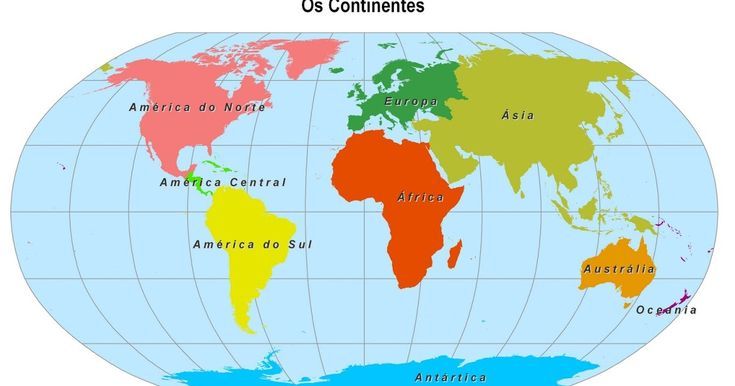 Os Continentes
América do Norte
Europa
Ásia
América Central
África
América do Sul
Austrália
Oceania
Antártica